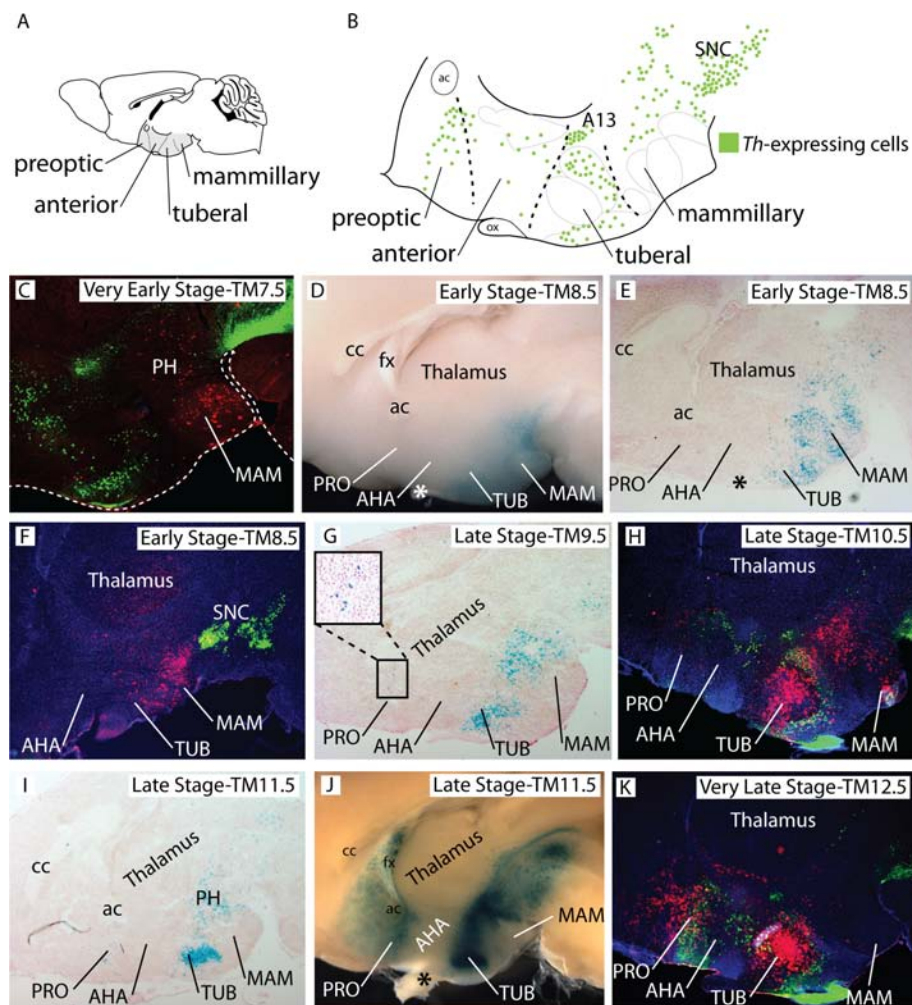 A
preoptic
anterior
tuberal
mammillary
B
ac
A13
SNC
Th-expressing cells
preoptic
anterior
ox
tuberal
mammillary
C
Very Early Stage-TM7.5
PH
MAM
D
Early Stage-TM8.5
cc
fx
Thalamus
ac
PRO
AHA
*
TUB
MAM
E
Early Stage-TM8.5
cc
Thalamus
ac
PRO
AHA
*
TUB
MAM
F
Early Stage-TM8.5
Thalamus
SNC
AHA
TUB
MAM
G
Late Stage-TM9.5
Thalamus
PRO
AHA
TUB
MAM
H
Late Stage-TM10.5
Thalamus
PRO
AHA
TUB
MAM
I
Late Stage-TM11.5
cc
Thalamus
ac
PH
PRO
AHA
TUB
MAM
J
Late Stage-TM11.5
cc
fx
Thalamus
ac
AHA
MAM
PRO
*
TUB
K
Very Late Stage-TM12.5
Thalamus
PRO
AHA
TUB
MAM